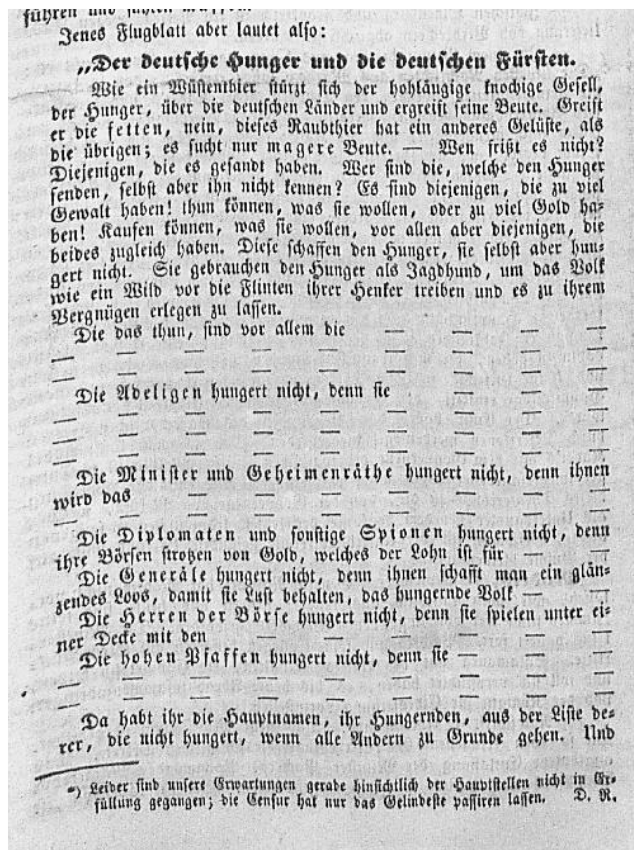 führen und
Jenes Flugblatt aber lautet also:
„Der deutsche Hunger und die deutschen Fürsten.
Wie ein Wüstenthier stürzt sich der hohläugige knochige Gesell,
der Hunger, über die deutschen Länder und ergreift seine Beute. Greift
er die fetten, nein, dieses Raubthier hat ein anderes Gelüste, als
die übrigen; es sucht nur magere Beute. — Wen frißt es nicht?
Diejenigen, die es gesandt haben. Wer sind die, welche den Hunger
senden, selbst aber ihn nicht kennen? Es sind diejenigen, die zu viel
Gewalt haben! thun können, was sie wollen, oder zu viel Gold ha-
ben! Kaufen können, was sie wollen, vor allen aber diejenigen, die
beides zugleich haben. Diese schaffen den Hunger, sie selbst aber hun-
gert nicht. Sie gebrauchen den Hunger als Jagdhund, um das Volk
wie ein Wild vor die Flinten ihrer Henker treiben und es zu ihrem
Vergnügen erlegen zu lassen.
Die das thun, sind vor allem die — — — —
— — — — — — — — —
— — — — — — — — —
Die Adeligen hungert nicht, denn sie — — —
— — — — — — — — —
— — — — — — — — —
— — — — — — — — —
Die Minister und Geheimenräthe hungert nicht, denn ihnen
wird das — — — — — — —
— — — — — — — — —
Die Diplomaten und sonstige Spionen hungert nicht, denn
ihre Börsen strotzen von Gold, welches der Lohn ist für — —
Die Generäle hungert nicht, denn ihnen schafft man ein glän-
zendes Loos, damit sie Lust behalten, das hungernde Volk — —
Die Herren der Börse hungert nicht, denn sie spielen unter ei-
ner Decke mit den — — — — — —
Die hohen Pfaffen hungert nicht, denn sie — — —
— — — — — — — — —
— — — — — — — — —
Da habt ihr die Hauptnamen, ihr Hungernden, aus der Liste de-
rer, die nicht hungert, wenn alle Andern zu Grunde gehen. Und
*) Leider sind unsere Erwartungen gerade hinsichtlich der Hauptstellen nicht in Er-
füllung gegangen; die Censur hat nur das Gelindeste passiren lassen. D. R.